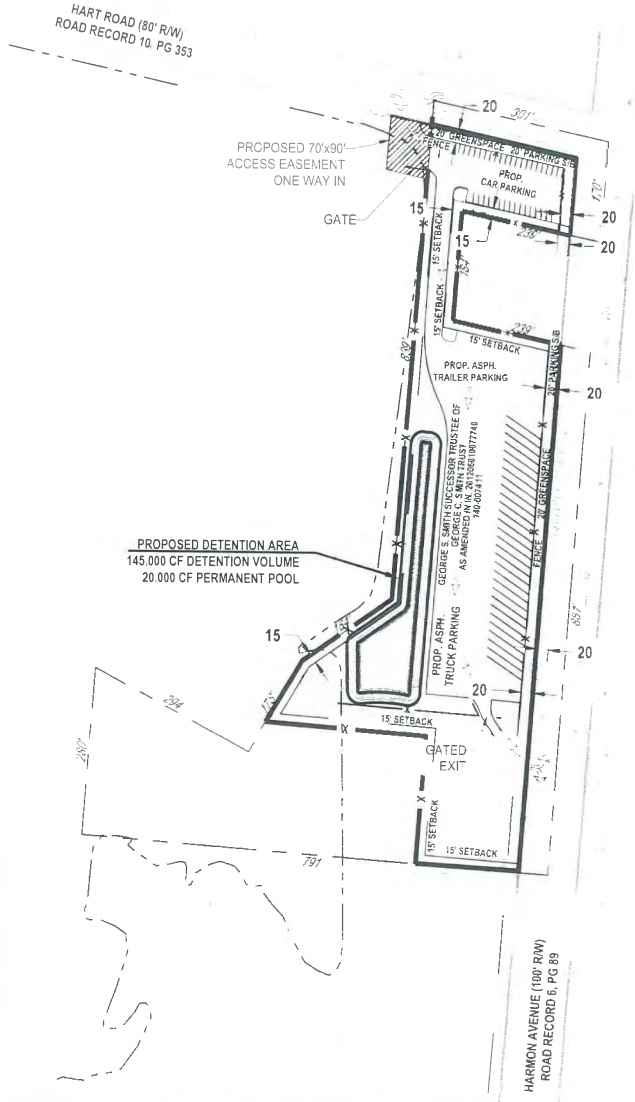 HART ROAD (80' R/W)
ROAD RECORD 10, PG 353
20
301'
20' GREENSPACE
20' PARKING S/B
FENCE
PROPOSED 70'x90'
ACCESS EASEMENT
ONE WAY IN
PROP.
CAR PARKING
170'
GATE
15
15' SETBACK
20
15
238'
20
15' SETBACK
239'
15' SETBACK
839'
PROP. ASPH.
TRAILER PARKING
20' PARKING S/B
20
GEORGE S. SMITH SUCCESSOR TRUSTEE OF
GEORGE C. SMITH TRUST
AS AMENDED IN IN. 201206010077740
140-007411
PROPOSED DETENTION AREA
145,000 CF DETENTION VOLUME
20,000 CF PERMANENT POOL
FENCE
20' GREENSPACE
897'
PROP. ASPH.
TRUCK PARKING
15
20
20
294
15' SETBACK
GATED
EXIT
280'
15' SETBACK
15' SETBACK
791
HARMON AVENUE (100' R/W)
ROAD RECORD 6, PG 89